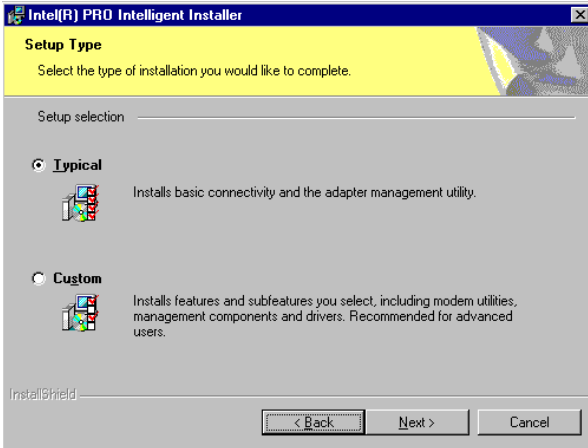 Intel(R) PRO Intelligent Installer
Setup Type
Select the type of installation you would like to complete.
Setup selection
Typical
Installs basic connectivity and the adapter management utility.
Custom
Installs features and subfeatures you select, including modem utilities,
management components and drivers. Recommended for advanced
users.
InstallShield
< Back
Next >
Cancel